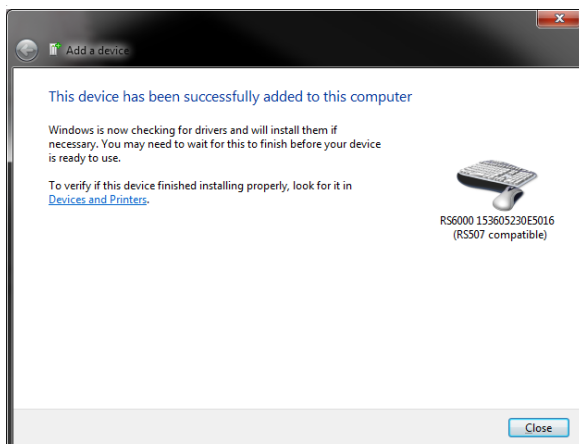 Add a device
This device has been successfully added to this computer
Windows is now checking for drivers and will install them if
necessary. You may need to wait for this to finish before your device
is ready to use.
To verify if this device finished installing properly, look for it in
Devices and Printers.
RS6000 153605230E5016
(RS507 compatible)
Close